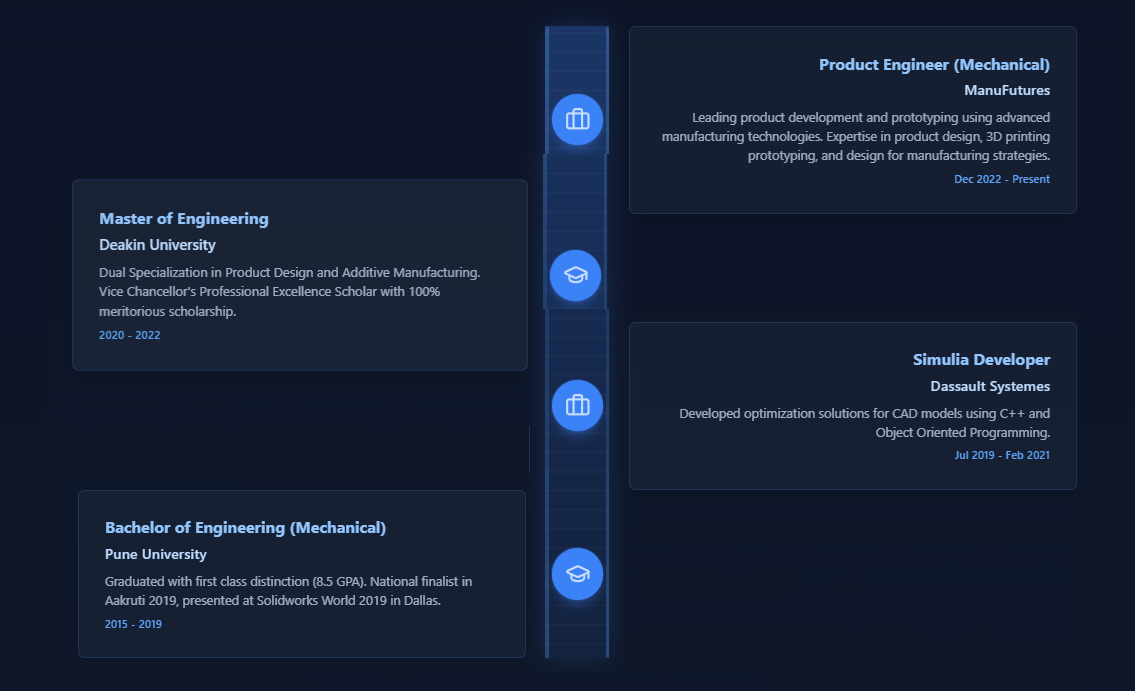 Product Engineer (Mechanical)
ManuFutures
Leading product development and prototyping using advanced
manufacturing technologies. Expertise in product design, 3D printing
prototyping, and design for manufacturing strategies.
Dec 2022 - Present
Master of Engineering
Deakin University
Dual Specialization in Product Design and Additive Manufacturing.
Vice Chancellor's Professional Excellence Scholar with 100%
meritorious scholarship.
2020 - 2022
Simulia Developer
Dassault Systemes
Developed optimization solutions for CAD models using C++ and
Object Oriented Programming.
Jul 2019 - Feb 2021
Bachelor of Engineering (Mechanical)
Pune University
Graduated with first class distinction (8.5 GPA). National finalist in
Aakruti 2019, presented at Solidworks World 2019 in Dallas.
2015 - 2019